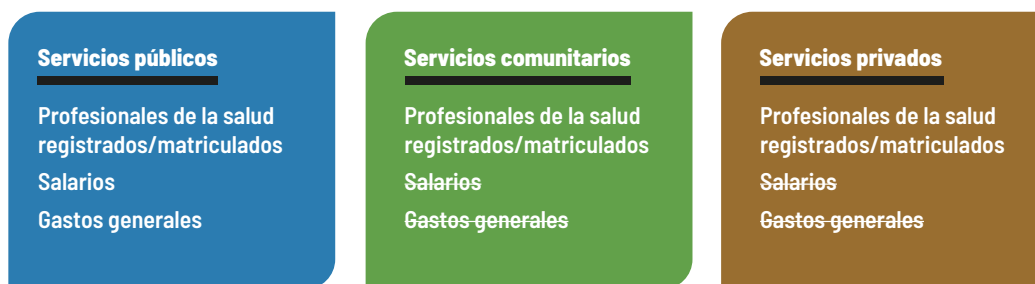 Servicios públicos
Profesionales de la salud
registrados/matriculados
Salarios
Gastos generales
Servicios comunitarios
Profesionales de la salud
registrados/matriculados
Salarios
Gastos generales
Servicios privados
Profesionales de la salud
registrados/matriculados
Salarios
Gastos generales